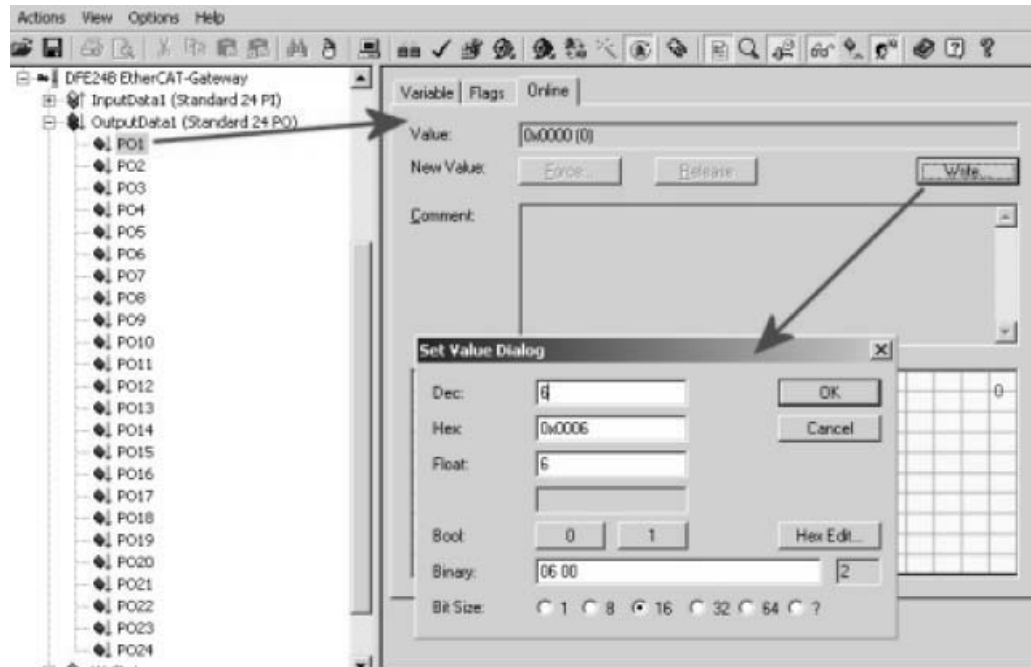 Actions View Options Help
DFE24B EtherCAT-Gateway
InputData1 (Standard 24 PI)
OutputData1 (Standard 24 PO)
PO1
PO2
PO3
PO4
PO5
PO6
PO7
PO8
PO9
PO10
PO11
PO12
PO13
PO14
PO15
PO16
PO17
PO18
PO19
PO20
PO21
PO22
PO23
PO24
Variable Flags Online
Value: 0x0000 (0)
New Value: Force... Release Write...
Comment:
0
Set Value Dialog
Dec: 6 OK
Hex: 0x0006 Cancel
Float: 6
Bool: 0 1 Hex Edit...
Binary: 06 00 2
Bit Size: 1 8 16 32 64 ?